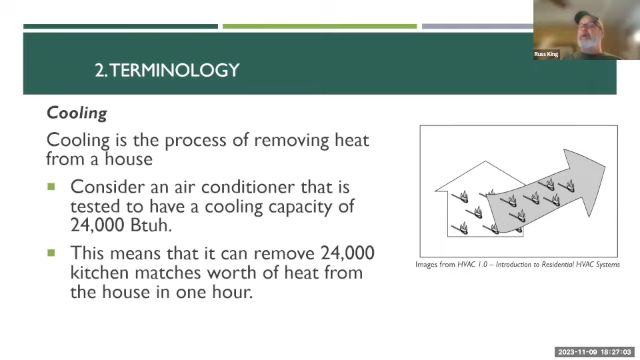 2. TERMINOLOGY
Russ King
Cooling
Cooling is the process of removing heat
from a house
Consider an air conditioner that is
tested to have a cooling capacity of
24,000 Btuh.
This means that it can remove 24,000
kitchen matches worth of heat from
the house in one hour.
Images from HVAC 1.0 – Introduction to Residential HVAC Systems
2023-11-09 18:27:03